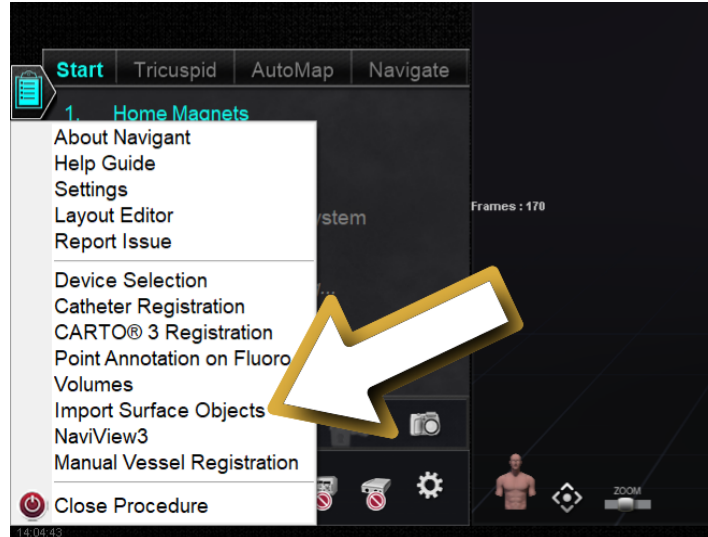 Start Tricuspid AutoMap Navigate
1. Home Magnets
About Navigant
Help Guide
Settings
Layout Editor
Report Issue
Device Selection
Catheter Registration
CARTO® 3 Registration
Point Annotation on Fluoro
Volumes
Import Surface Objects
NaviView3
Manual Vessel Registration
Close Procedure
Frames : 170
ZOOM
14:04:43